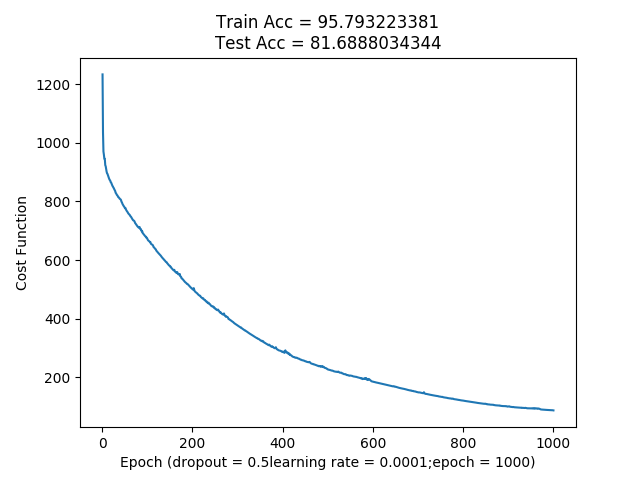 Train Acc = 95.793223381
Test Acc = 81.6888034344
Cost Function
1200
1000
800
600
400
200
0 200 400 600 800 1000
Epoch (dropout = 0.5learning rate = 0.0001;epoch = 1000)